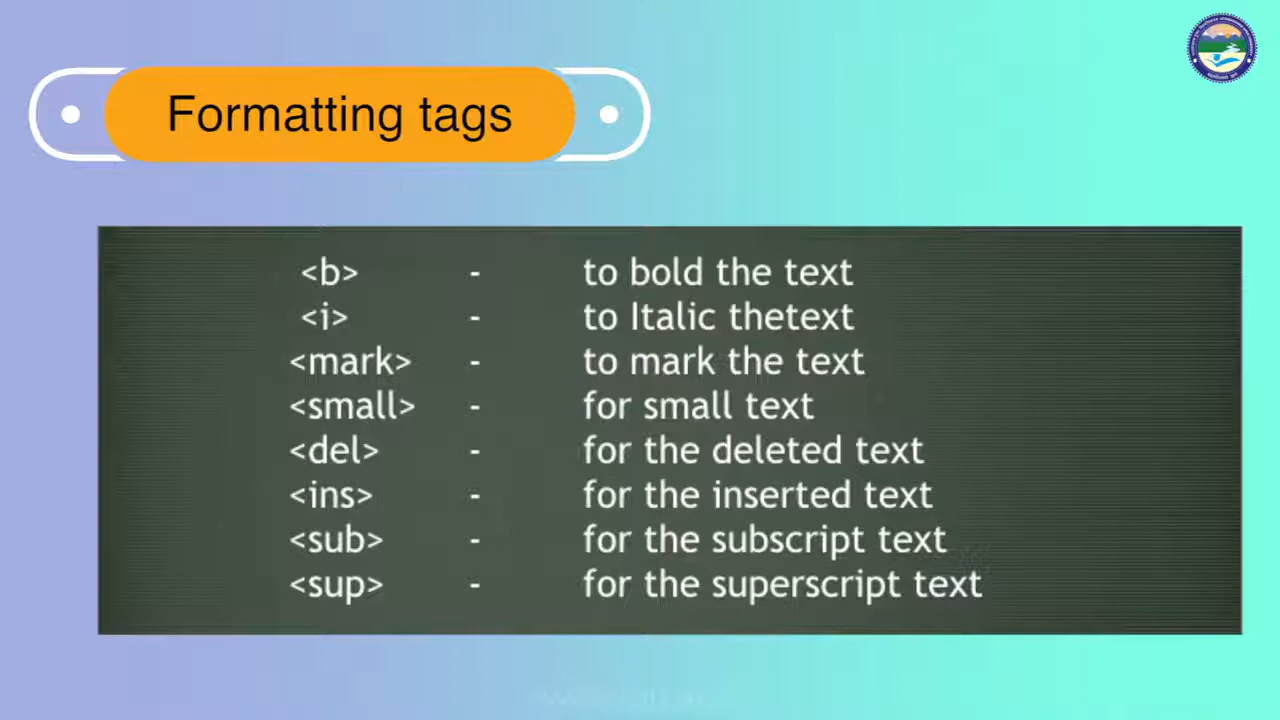 Formatting tags
<b> - to bold the text
<i> - to Italic thetext
<mark> - to mark the text
<small> - for small text
<del> - for the deleted text
<ins> - for the inserted text
<sub> - for the subscript text
<sup> - for the superscript text